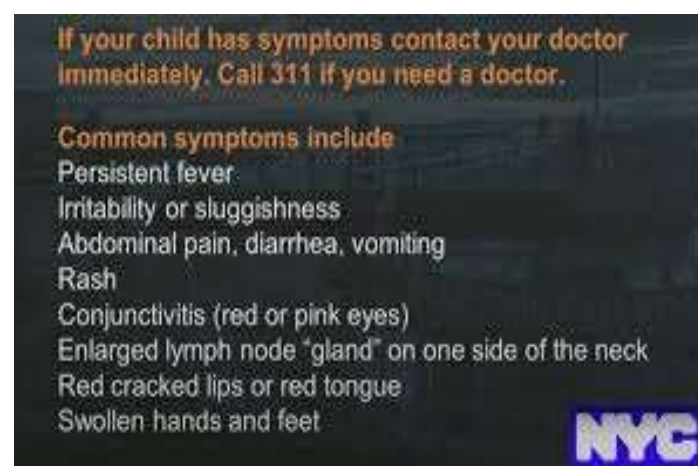 If your child has symptoms contact your doctor
immediately. Call 311 if you need a doctor.
Common symptoms include
Persistent fever
Irritability or sluggishness
Abdominal pain, diarrhea, vomiting
Rash
Conjunctivitis (red or pink eyes)
Enlarged lymph node "gland" on one side of the neck
Red cracked lips or red tongue
Swollen hands and feet
NYC